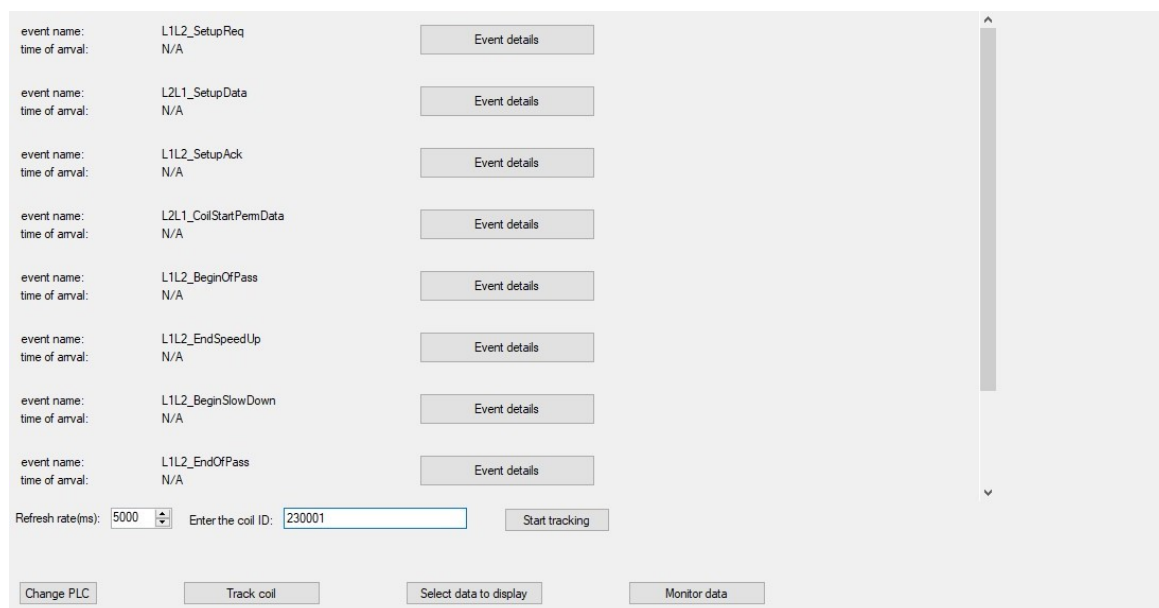 event name: L1L2_SetupReq Event details
time of arrval: N/A
event name: L2L1_SetupData Event details
time of arrval: N/A
event name: L1L2_SetupAck Event details
time of arrval: N/A
event name: L2L1_CoilStartPermData Event details
time of arrval: N/A
event name: L1L2_BeginOfPass Event details
time of arrval: N/A
event name: L1L2_EndSpeedUp Event details
time of arrval: N/A
event name: L1L2_BeginSlowDown Event details
time of arrval: N/A
event name: L1L2_EndOfPass Event details
time of arrval: N/A
Refresh rate(ms): 5000 Enter the coil ID: 230001 Start tracking
Change PLC Track coil Select data to display Monitor data